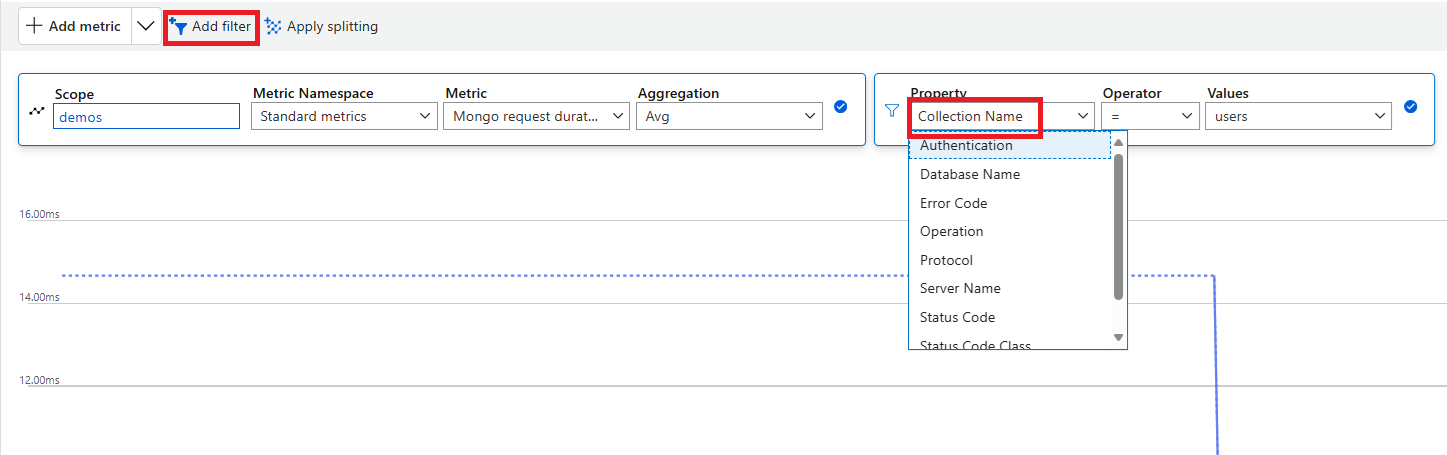 Add metric Add filter Apply splitting
Scope Metric Namespace Metric Aggregation Property Operator Values
demos Standard metrics Mongo request durat... Avg Collection Name = users
Authentication
Database Name
Error Code
Operation
Protocol
Server Name
Status Code
Status Code Class
16.00ms
14.00ms
12.00ms